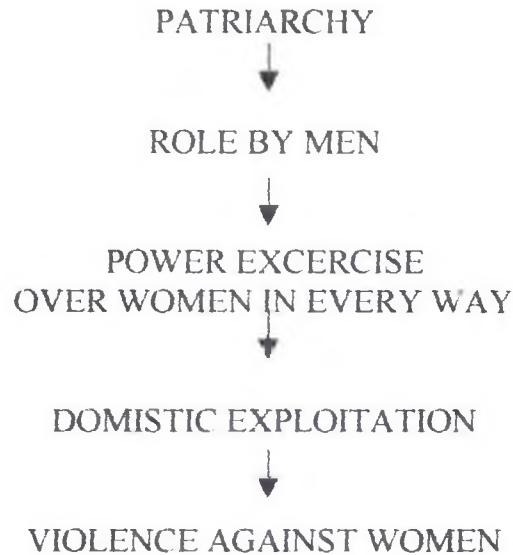 PATRIARCHY
ROLE BY MEN
POWER EXCERCISE
OVER WOMEN IN EVERY WAY
DOMISTIC EXPLOITATION
VIOLENCE AGAINST WOMEN